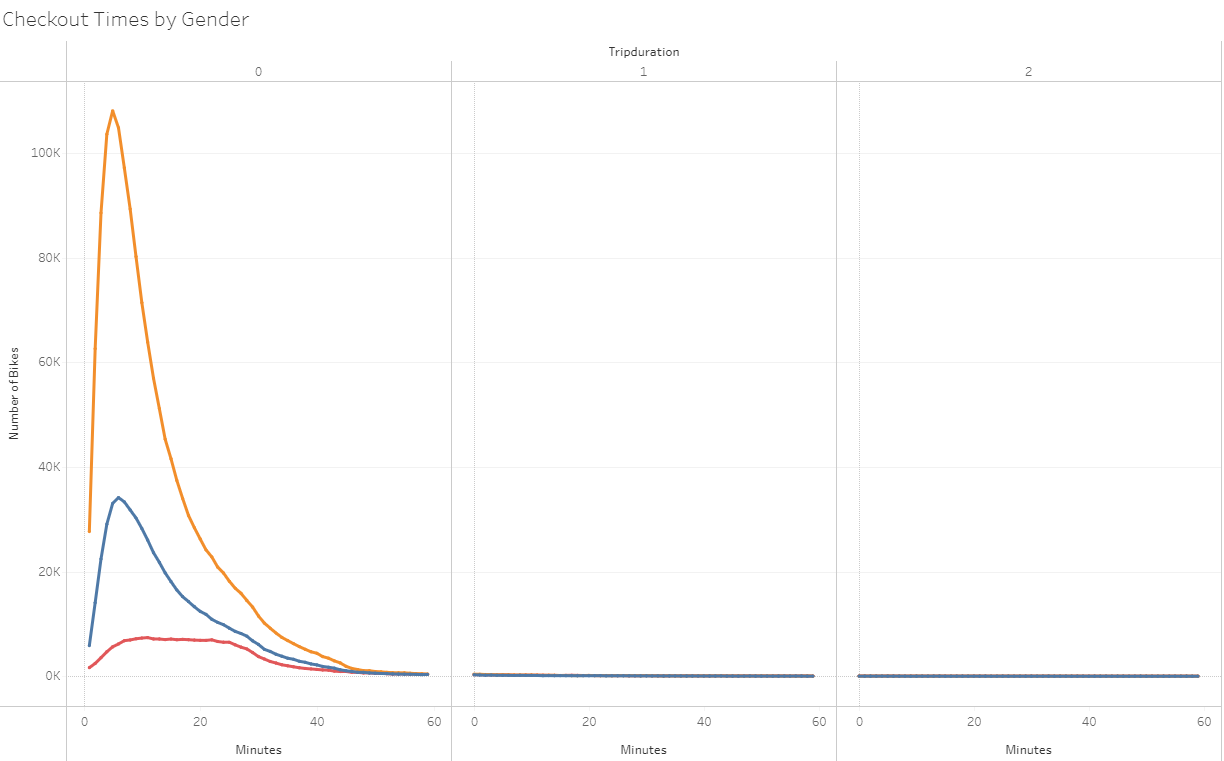 Checkout Times by Gender
Tripduration
0 1 2
100K
80K
60K
40K
20K
0K
Number of Bikes
0 20 40 60 0 20 40 60 0 20 40 60
Minutes Minutes Minutes